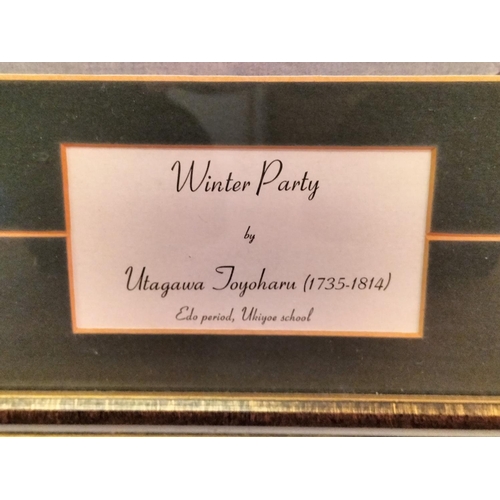 Winter Party
by
Utagawa Toyoharu (1735-1814)
Edo period, Ukiyoe school